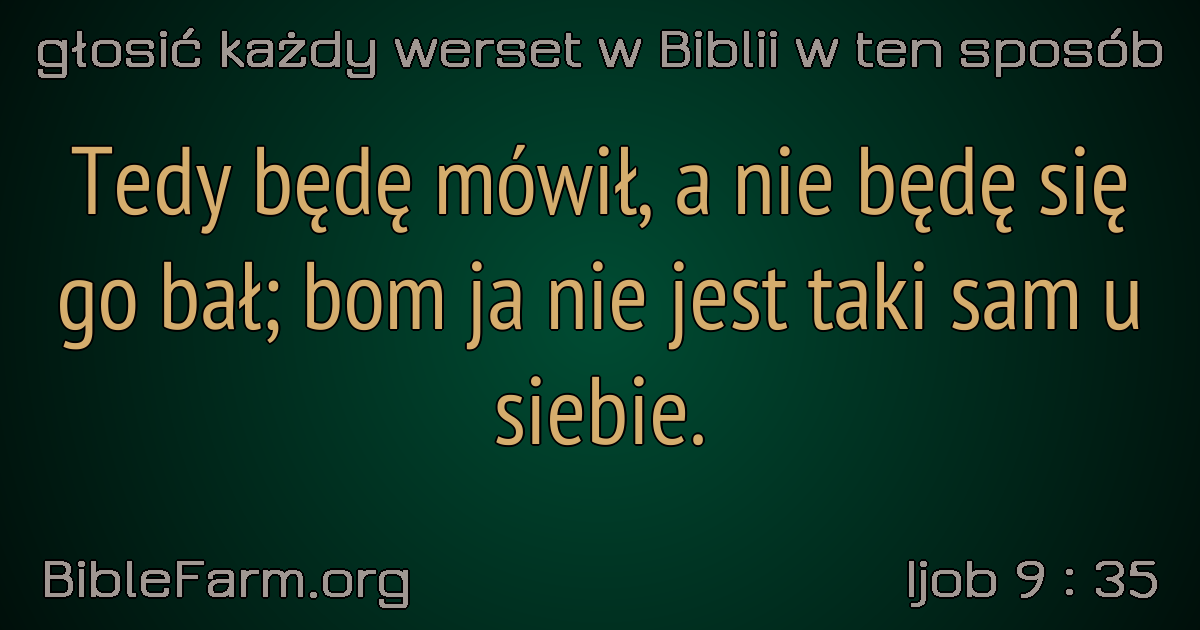 głosić każdy werset w Biblii w ten sposób
Tedy będę mówił, a nie będę się
go bał; bom ja nie jest taki sam u
siebie.
BibleFarm.org
Ijob 9 : 35